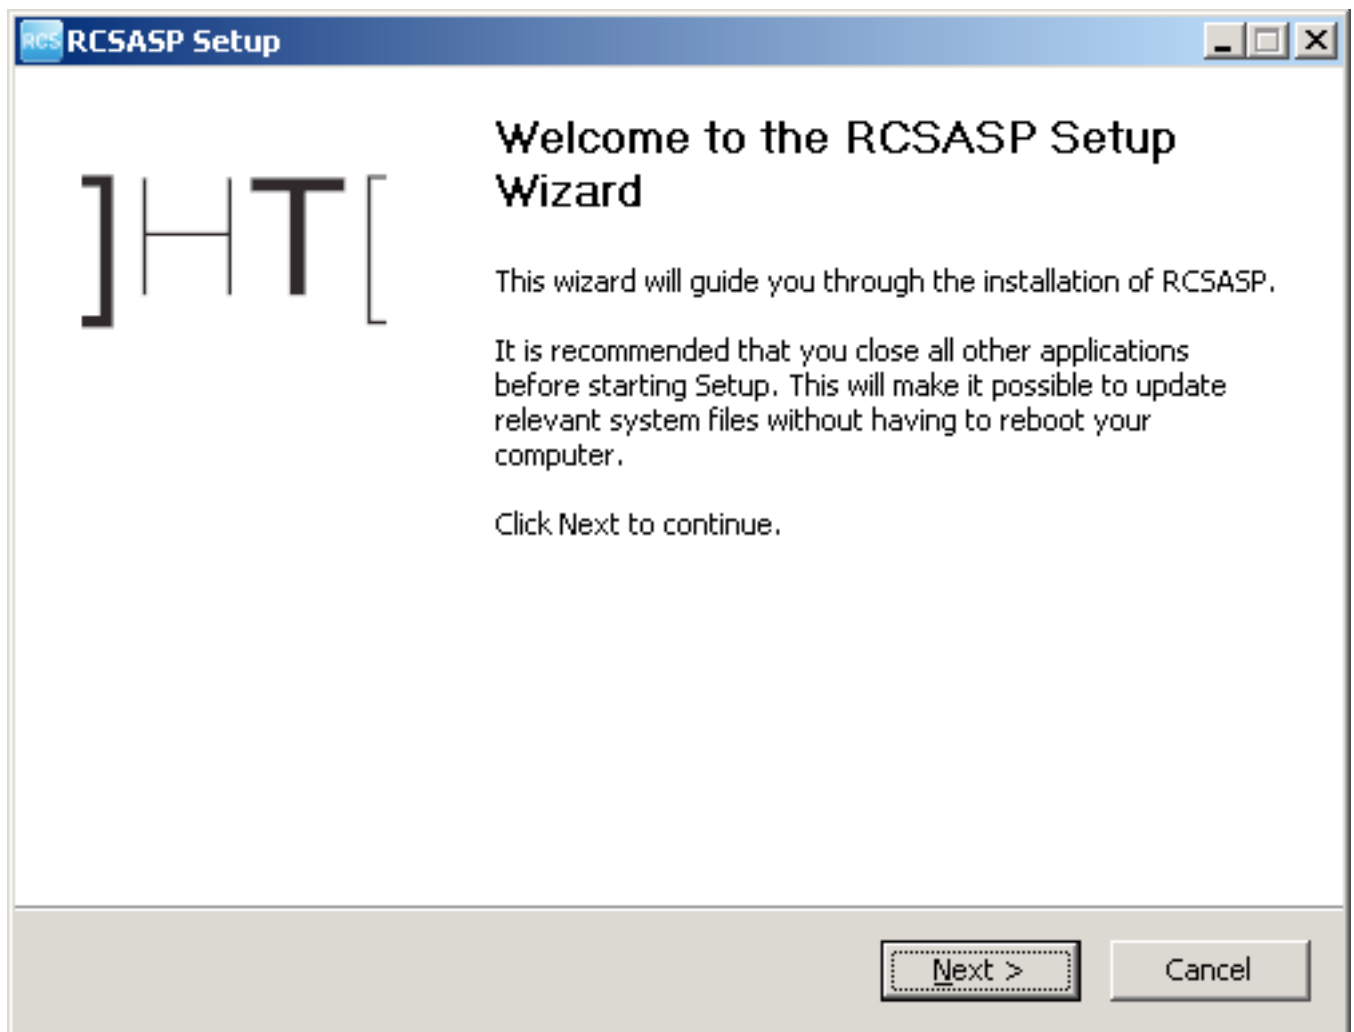 RCS RCSASP Setup
]HT[
Welcome to the RCSASP Setup
Wizard
This wizard will guide you through the installation of RCSASP.
It is recommended that you close all other applications
before starting Setup. This will make it possible to update
relevant system files without having to reboot your
computer.
Click Next to continue.
Next >
Cancel